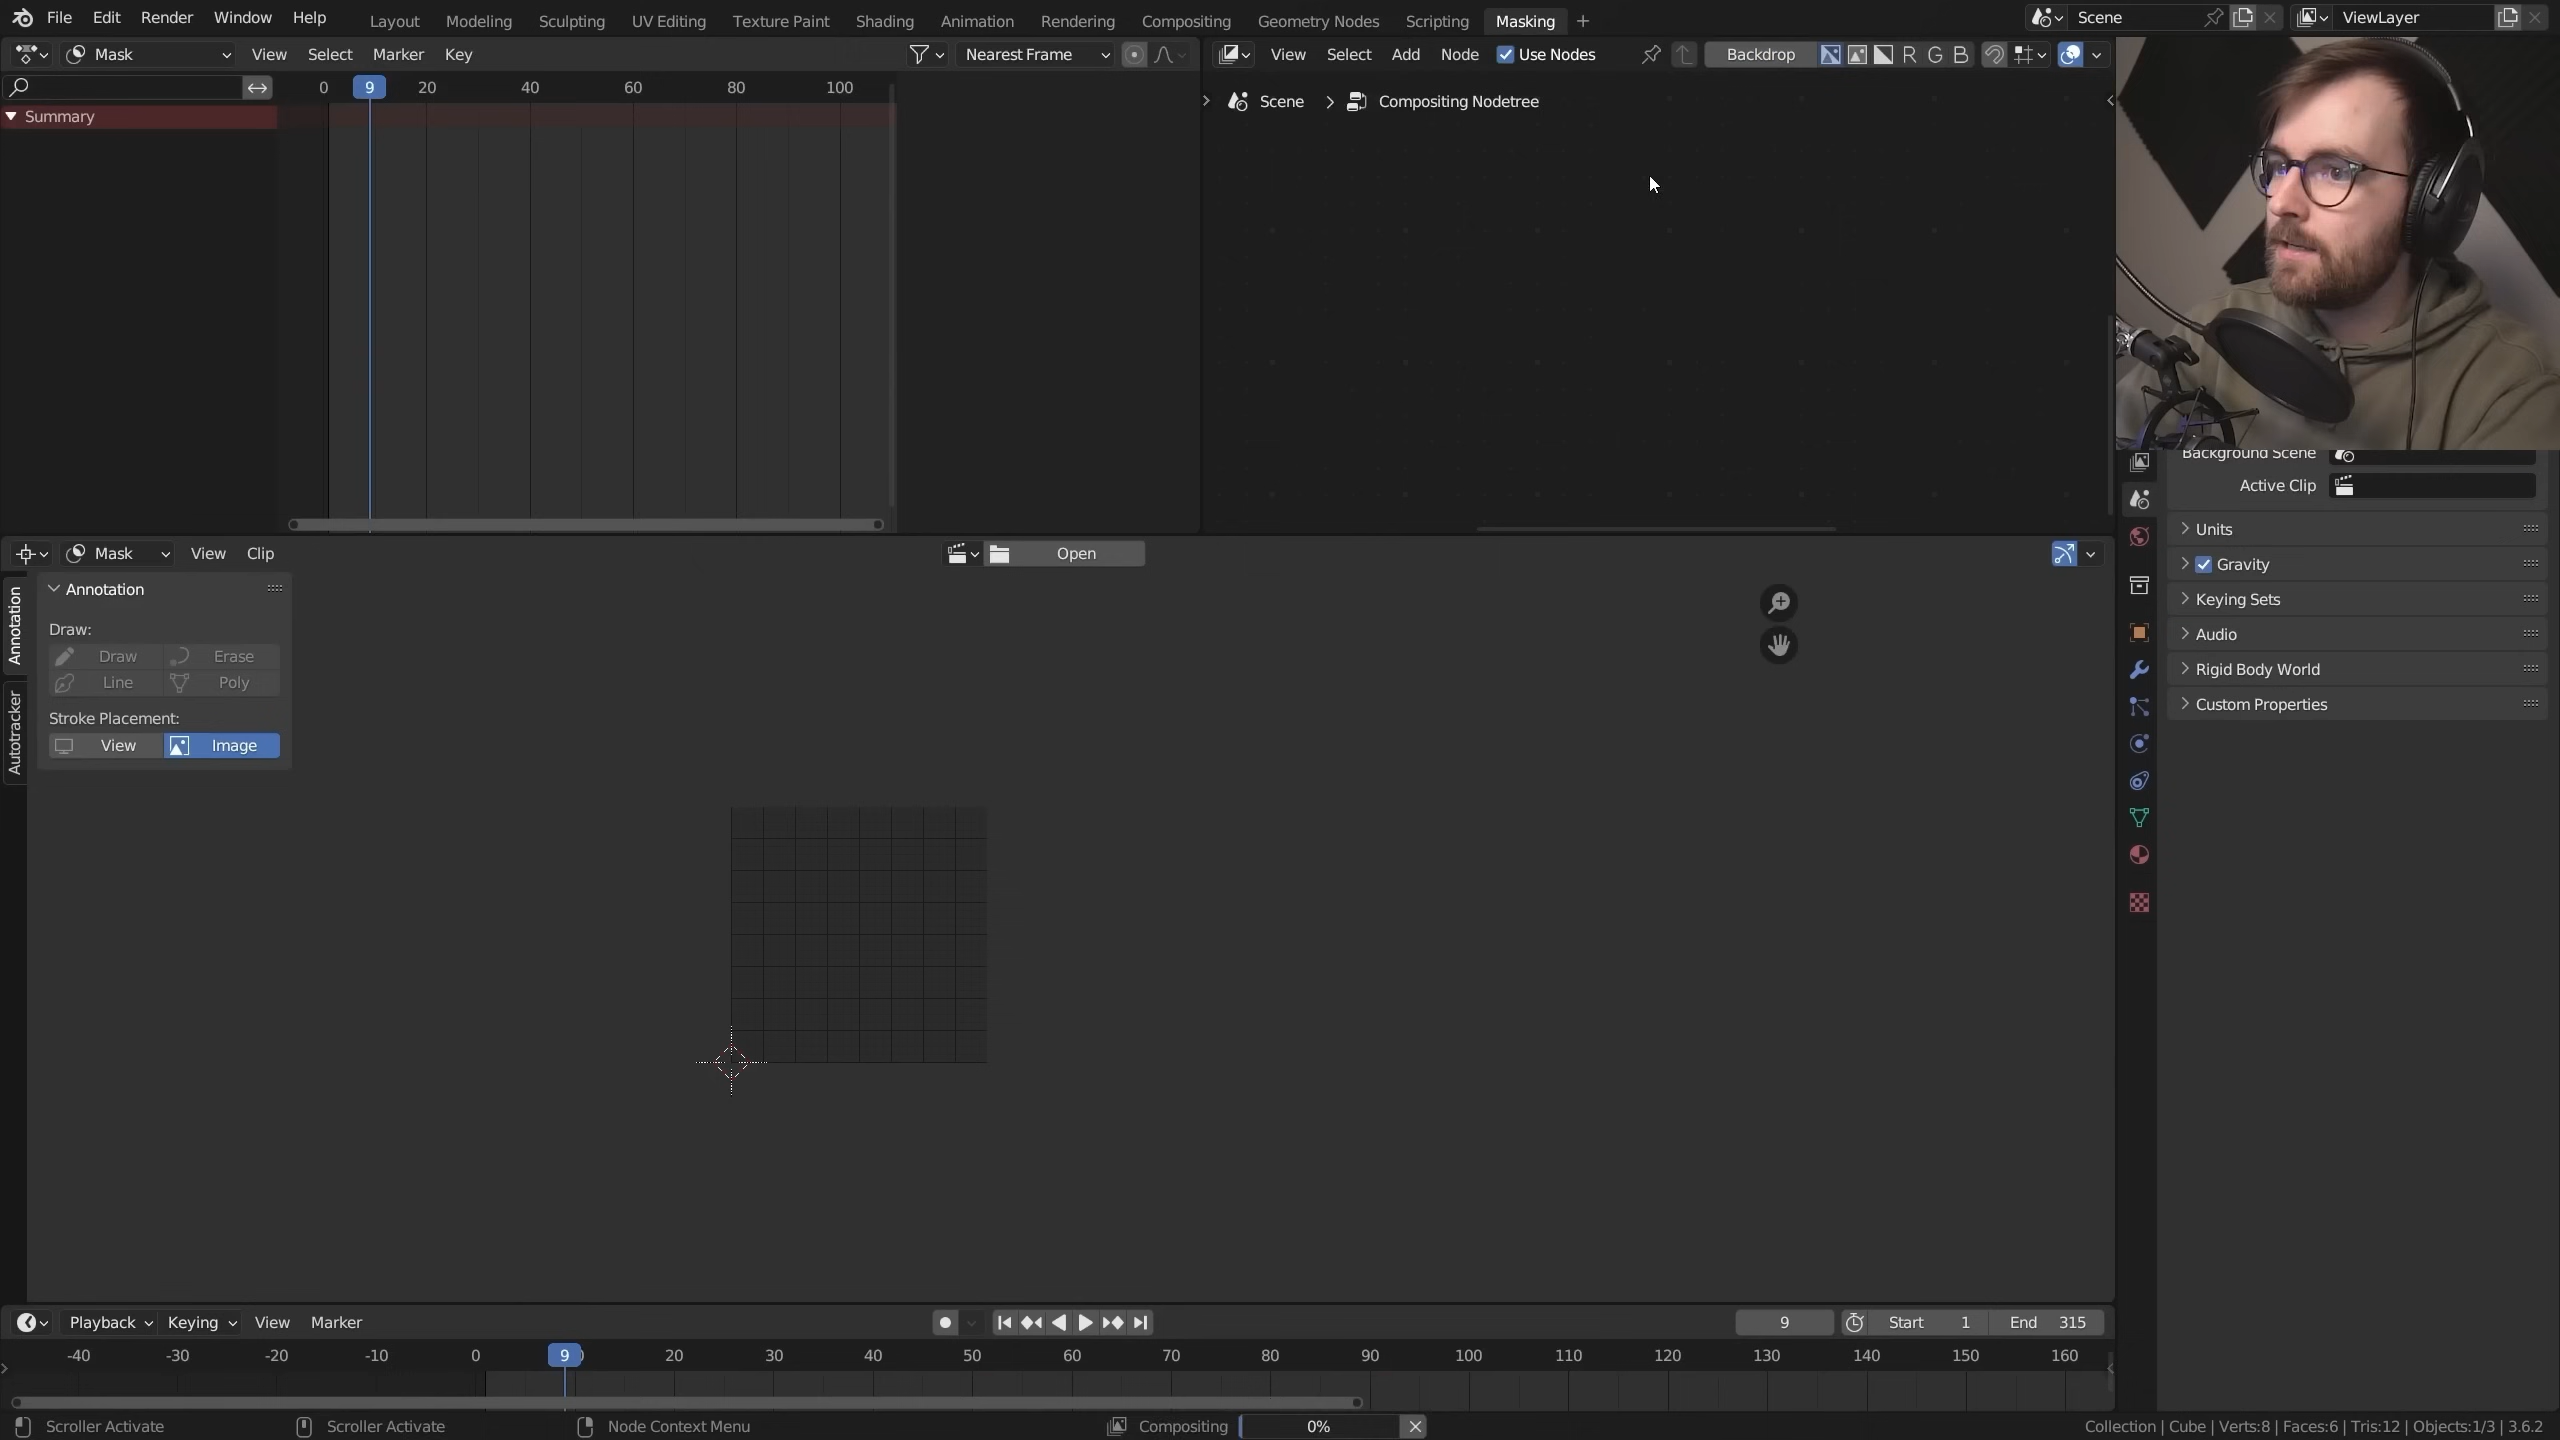 File Edit Render Window Help Layout Modeling Sculpting UV Editing Texture Paint Shading Animation Rendering Compositing Geometry Nodes Scripting Masking + Scene ViewLayer
Mask View Select Marker Key Nearest Frame View Select Add Node Use Nodes Backdrop R G B
0 9 20 40 60 80 100
Scene > Compositing Nodetree
Summary
Background Scene
Active Clip
Units
Mask View Clip Open
Gravity
Annotation
Keying Sets
Draw:
Audio
Draw Erase
Rigid Body World
Line Poly
Custom Properties
Stroke Placement:
View Image
Annotation
Autotracker
Playback Keying View Marker 9 Start 1 End 315
-40 -30 -20 -10 0 9 20 30 40 50 60 70 80 90 100 110 120 130 140 150 160
Scroller Activate Scroller Activate Node Context Menu Compositing 0% Collection | Cube | Verts:8 | Faces:6 | Tris:12 | Objects:1/3 | 3.6.2